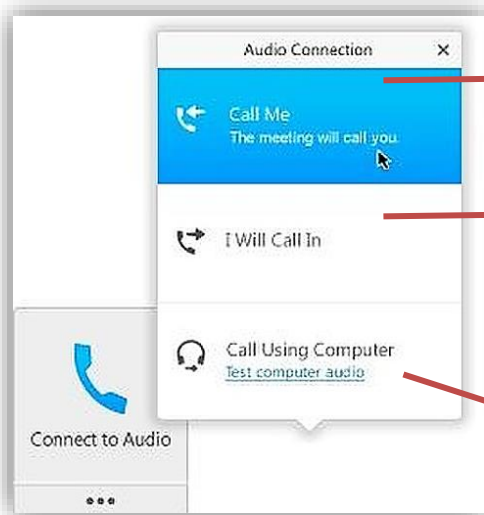 Audio Connection
Call Me
The meeting will call you.
I Will Call In
Call Using Computer
Test computer audio
Connect to Audio